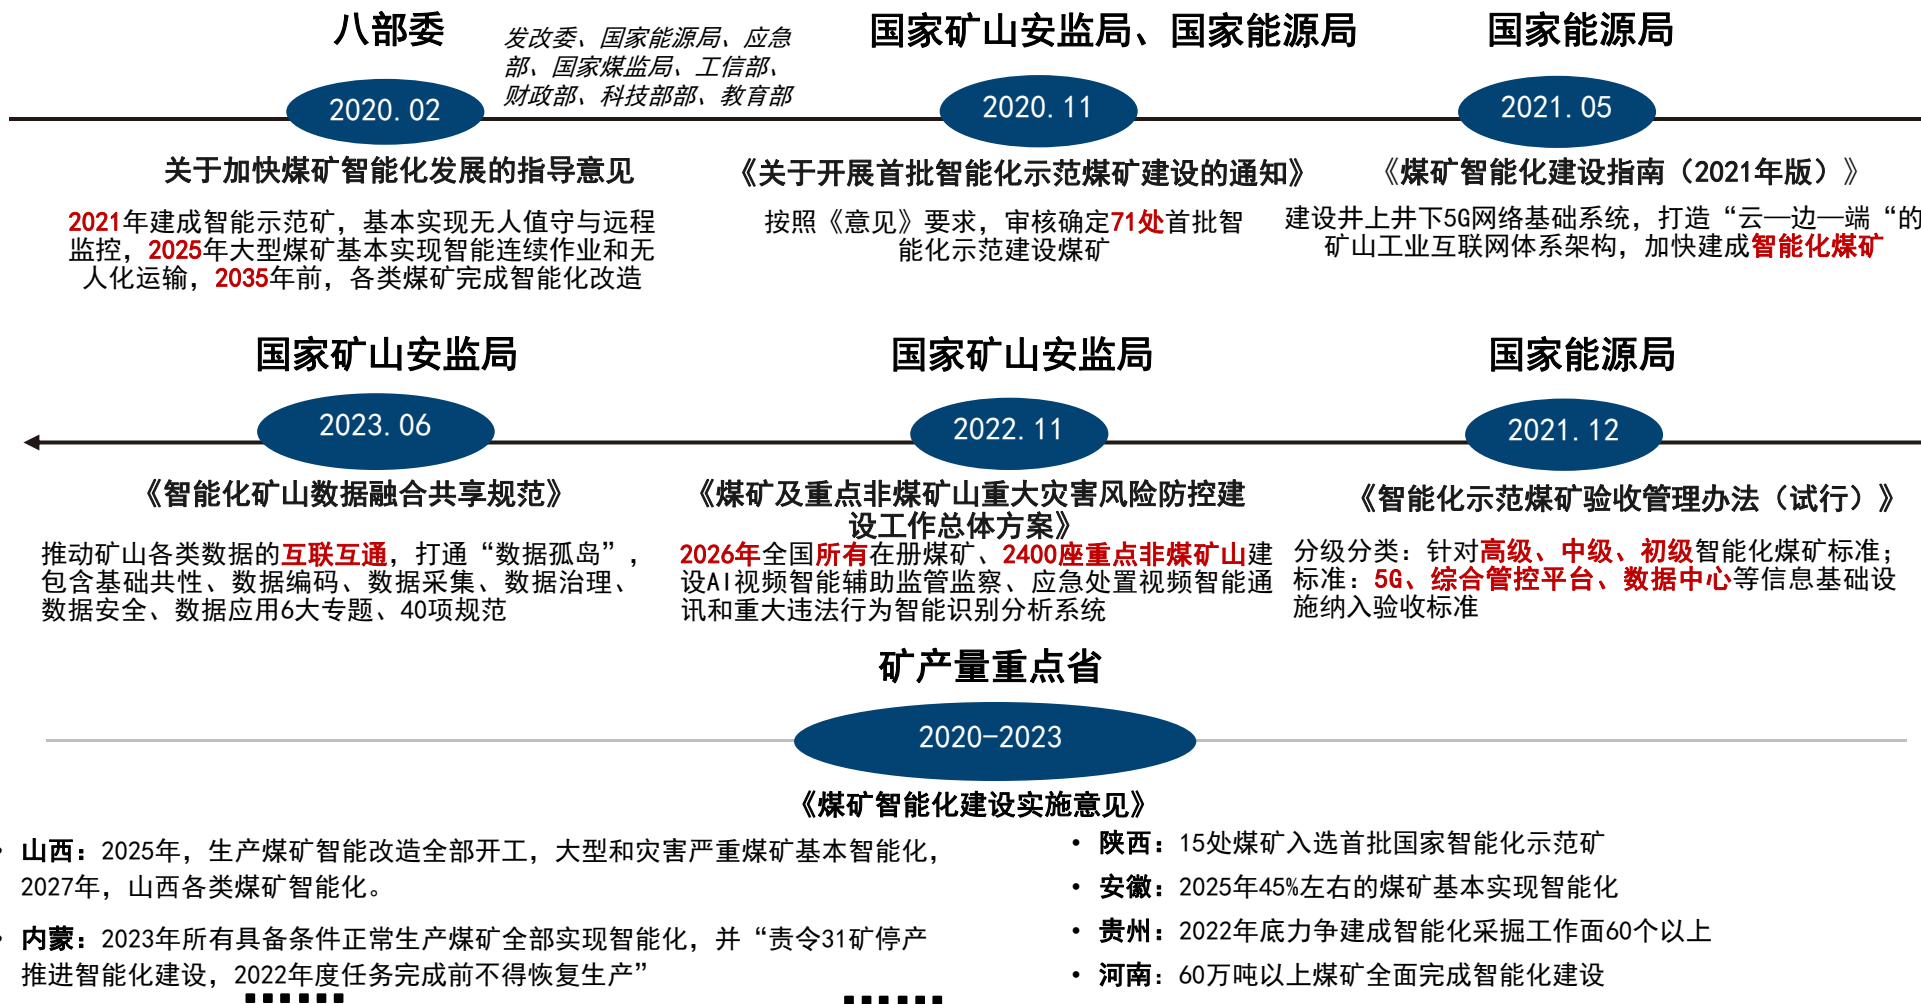 八部委
发改委、国家能源局、应急
部、国家煤监局、工信部、
财政部、科技部部、教育部
2020.02
关于加快煤矿智能化发展的指导意见
2021年建成智能示范矿，基本实现无人值守与远程
监控，2025年大型煤矿基本实现智能连续作业和无
人化运输，2035年前，各类煤矿完成智能化改造
国家矿山安监局、国家能源局
2020.11
《关于开展首批智能化示范煤矿建设的通知》
按照《意见》要求，审核确定71处首批智
能化示范建设煤矿
国家能源局
2021.05
《煤矿智能化建设指南（2021年版）》
建设井上井下5G网络基础系统，打造“云—边—端“的
矿山工业互联网体系架构，加快建成智能化煤矿
国家矿山安监局
2023.06
《智能化矿山数据融合共享规范》
推动矿山各类数据的互联互通，打通“数据孤岛”，
包含基础共性、数据编码、数据采集、数据治理、
数据安全、数据应用6大专题、40项规范
国家矿山安监局
2022.11
《煤矿及重点非煤矿山重大灾害风险防控建
设工作总体方案》
2026年全国所有在册煤矿、2400座重点非煤矿山建
设AI视频智能辅助监管监察、应急处置视频智能通
讯和重大违法行为智能识别分析系统
国家能源局
2021.12
《智能化示范煤矿验收管理办法（试行）》
分级分类：针对高级、中级、初级智能化煤矿标准；
标准：5G、综合管控平台、数据中心等信息基础设
施纳入验收标准
矿产量重点省
2020-2023
《煤矿智能化建设实施意见》
• 山西：2025年，生产煤矿智能改造全部开工，大型和灾害严重煤矿基本智能化，
2027年，山西各类煤矿智能化。
• 内蒙：2023年所有具备条件正常生产煤矿全部实现智能化，并“责令31矿停产
推进智能化建设，2022年度任务完成前不得恢复生产”
• 陕西：15处煤矿入选首批国家智能化示范矿
• 安徽：2025年45%左右的煤矿基本实现智能化
• 贵州：2022年底力争建成智能化采掘工作面60个以上
• 河南：60万吨以上煤矿全面完成智能化建设